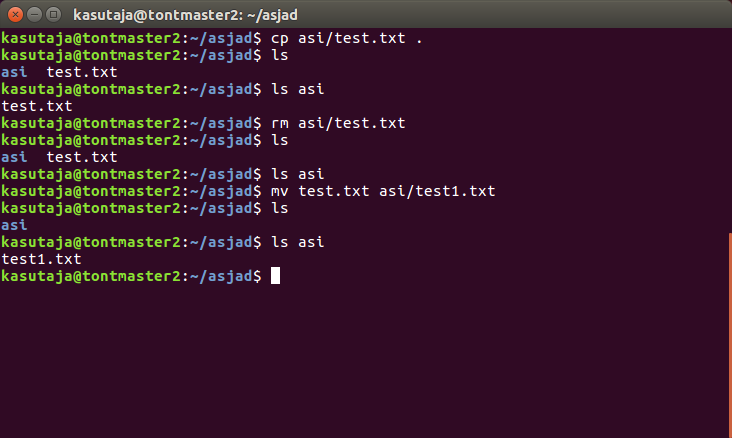 kasutaja@tontmaster2: ~/asjad
kasutaja@tontmaster2:~/asjad$ cp asi/test.txt .
kasutaja@tontmaster2:~/asjad$ ls
asi  test.txt
kasutaja@tontmaster2:~/asjad$ ls asi
test.txt
kasutaja@tontmaster2:~/asjad$ rm asi/test.txt
kasutaja@tontmaster2:~/asjad$ ls
asi  test.txt
kasutaja@tontmaster2:~/asjad$ ls asi
kasutaja@tontmaster2:~/asjad$ mv test.txt asi/test1.txt
kasutaja@tontmaster2:~/asjad$ ls
asi
kasutaja@tontmaster2:~/asjad$ ls asi
test1.txt
kasutaja@tontmaster2:~/asjad$